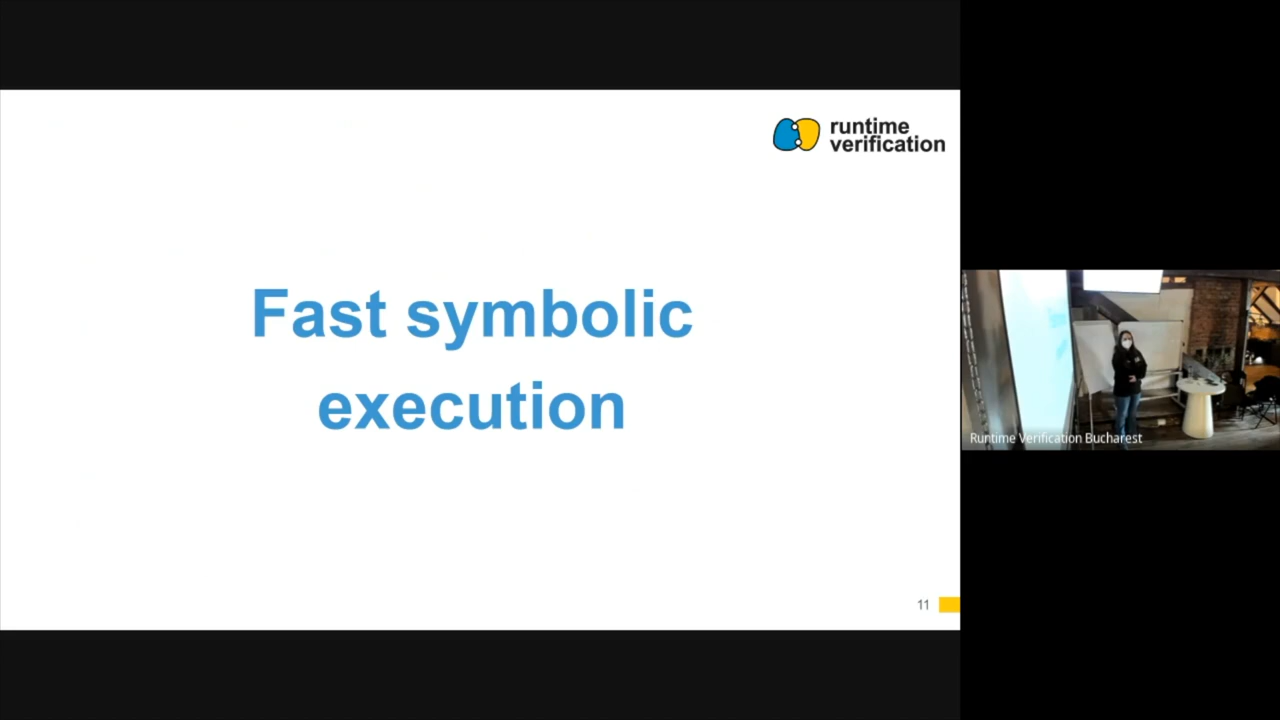 runtime
verification
Fast symbolic
execution
11
Runtime Verification Bucharest